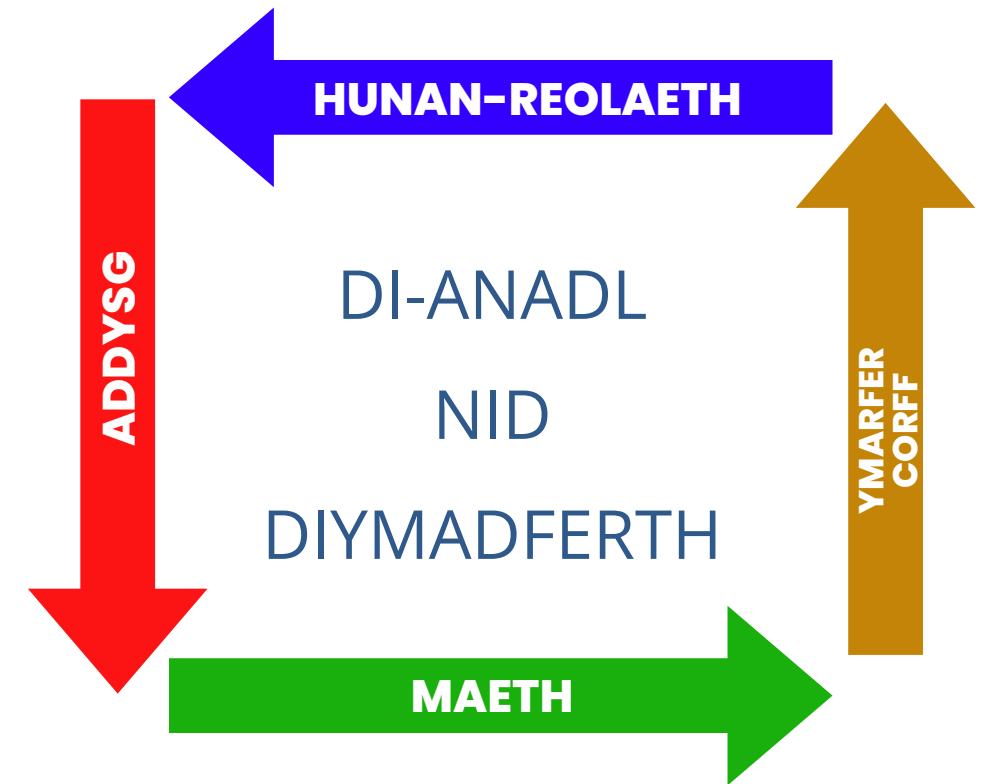 HUNAN-REOLAETH
ADDYSG
DI-ANADL
NID
DIYMADFERTH
YMARFER
CORFF
MAETH